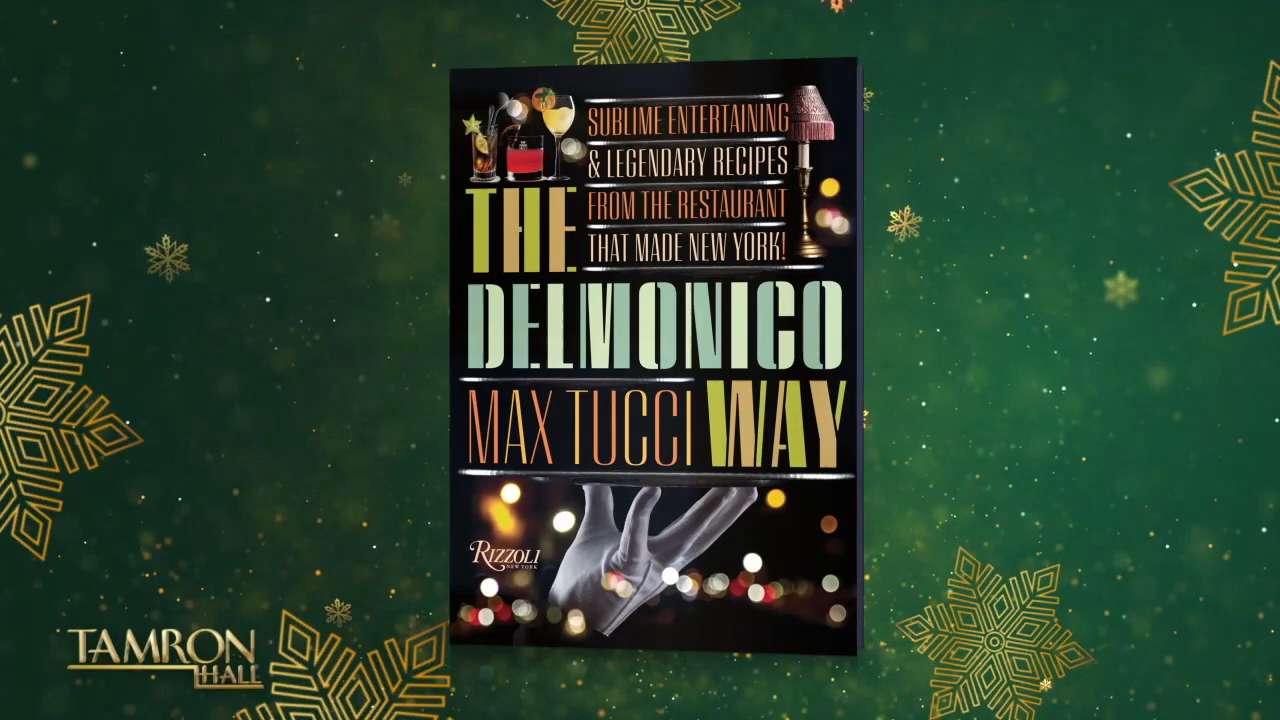 SUBLIME ENTERTAINING
& LEGENDARY RECIPES
FROM THE RESTAURANT
THAT MADE NEW YORK!
THE
DELMONICO
MAX TUCCI WAY
RIZZOLI
NEW YORK
TAMRON
HALL